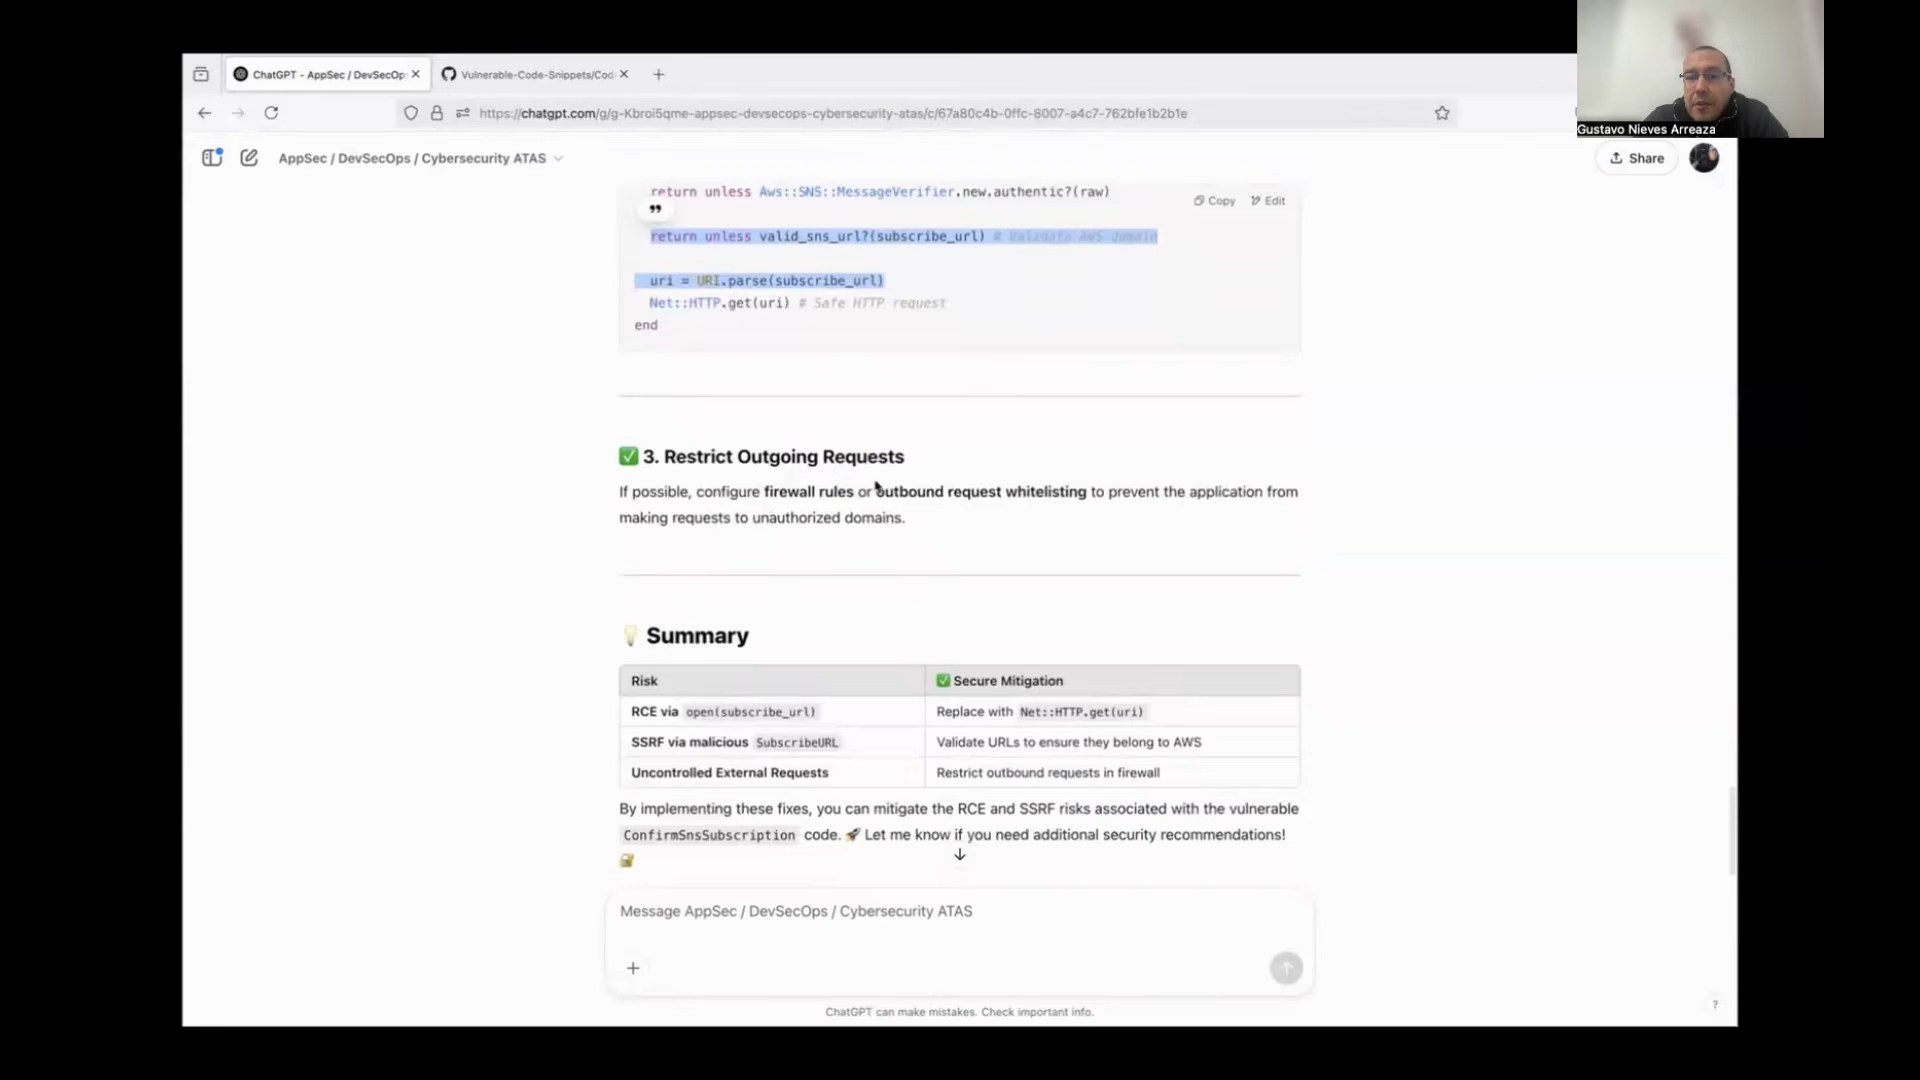 ChatGPT - AppSec / DevSecOp
Vulnerable-Code-Snippets/Cod
https://chatgpt.com/g/g-Kbroi5qme-appsec-devsecops-cybersecurity-atas/c/67a80c4b-0ffc-8007-a4c7-762bfe1b2b1e
Gustavo Nieves Arreaza
AppSec / DevSecOps / Cybersecurity ATAS
Share
return unless Aws::SNS::MessageVerifier.new.authentic?(raw)
Copy Edit
return unless valid_sns_url?(subscribe_url) # Validate AWS domain
uri = URI.parse(subscribe_url)
Net::HTTP.get(uri) # Safe HTTP request
end
✅ 3. Restrict Outgoing Requests
If possible, configure firewall rules or outbound request whitelisting to prevent the application from
making requests to unauthorized domains.
💡 Summary
Risk ✅ Secure Mitigation
RCE via open(subscribe_url) Replace with Net::HTTP.get(uri)
SSRF via malicious SubscribeURL Validate URLs to ensure they belong to AWS
Uncontrolled External Requests Restrict outbound requests in firewall
By implementing these fixes, you can mitigate the RCE and SSRF risks associated with the vulnerable
ConfirmSnsSubscription code. 🚀 Let me know if you need additional security recommendations!
🔐
Message AppSec / DevSecOps / Cybersecurity ATAS
ChatGPT can make mistakes. Check important info.
?